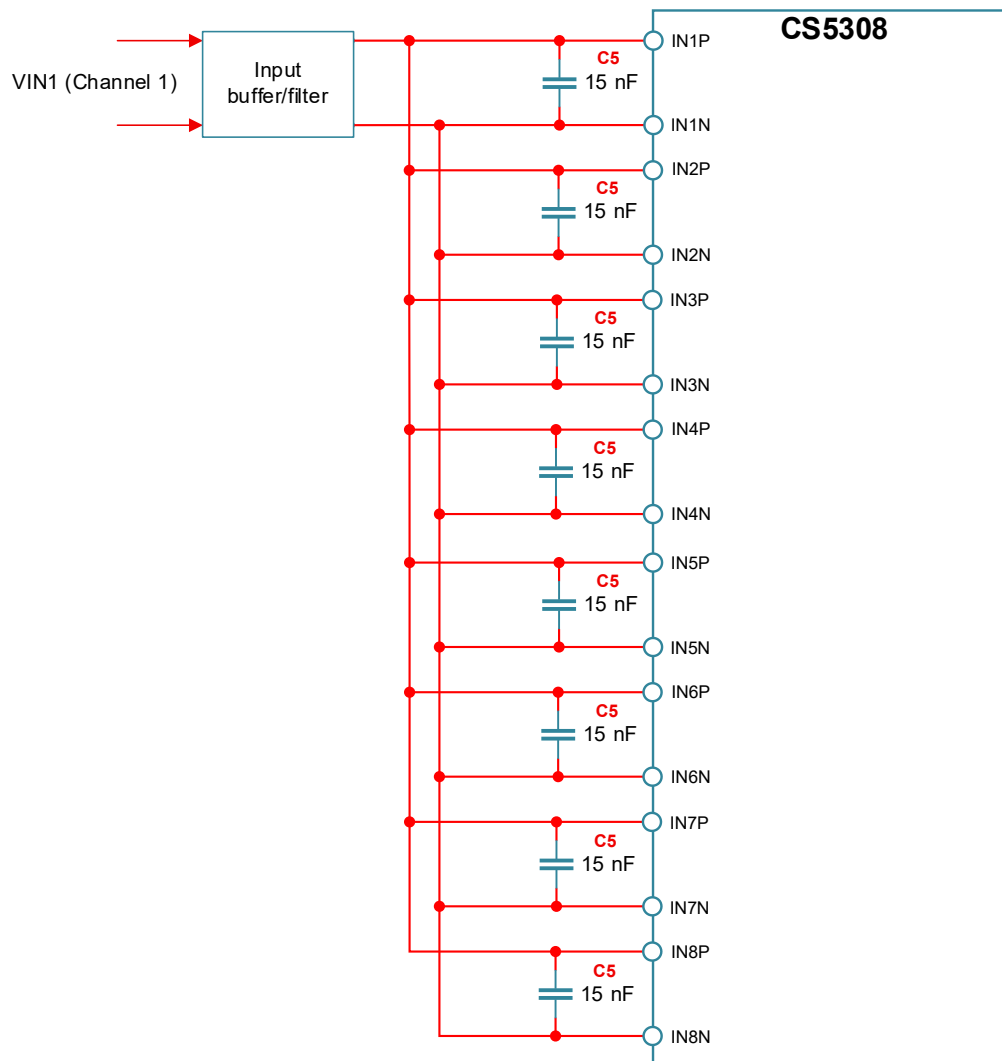 CS5308
IN1P
C5
15 nF
Input
buffer/filter
VIN1 (Channel 1)
IN1N
IN2P
C5
15 nF
IN2N
IN3P
C5
15 nF
IN3N
IN4P
C5
15 nF
IN4N
IN5P
C5
15 nF
IN5N
IN6P
C5
15 nF
IN6N
IN7P
C5
15 nF
IN7N
IN8P
C5
15 nF
IN8N